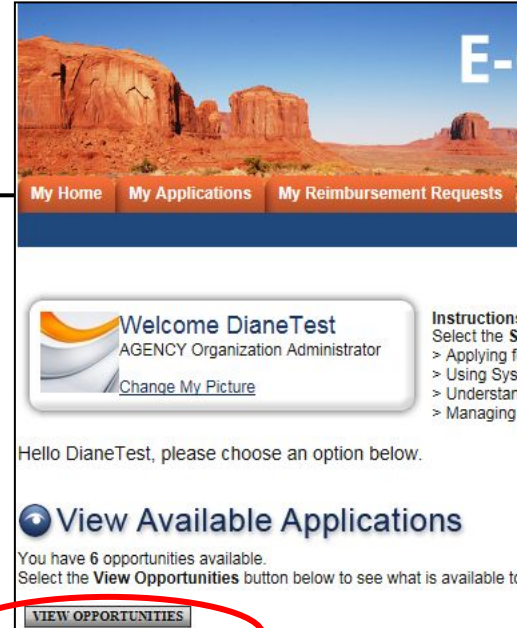 E-
My Home My Applications My Reimbursement Requests
Welcome DianeTest
AGENCY Organization Administrator
Change My Picture
Instructions
Select the S
> Applying f
> Using Sys
> Understan
> Managing
Hello DianeTest, please choose an option below.
View Available Applications
You have 6 opportunities available.
Select the View Opportunities button below to see what is available to
VIEW OPPORTUNITIES